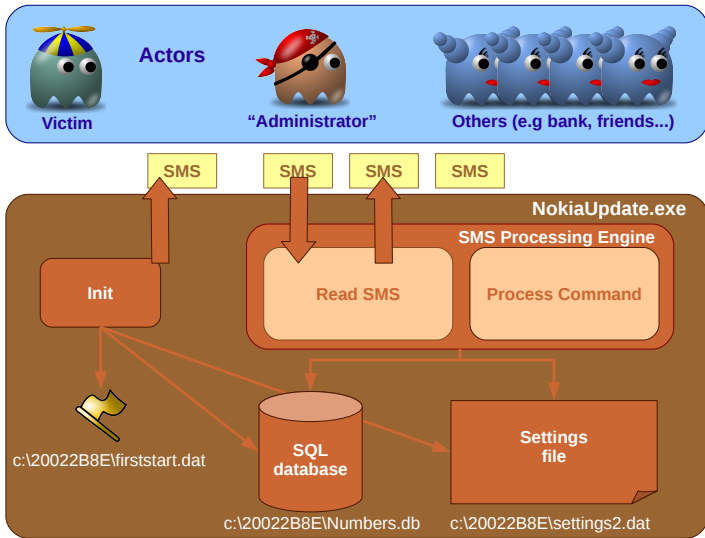 Actors
Victim
“Administrator”
Others (e.g bank, friends...)
SMS
SMS
SMS
SMS
NokiaUpdate.exe
SMS Processing Engine
Init
Read SMS
Process Command
c:\20022B8E\firststart.dat
SQL
database
Settings
file
c:\20022B8E\Numbers.db
c:\20022B8E\settings2.dat